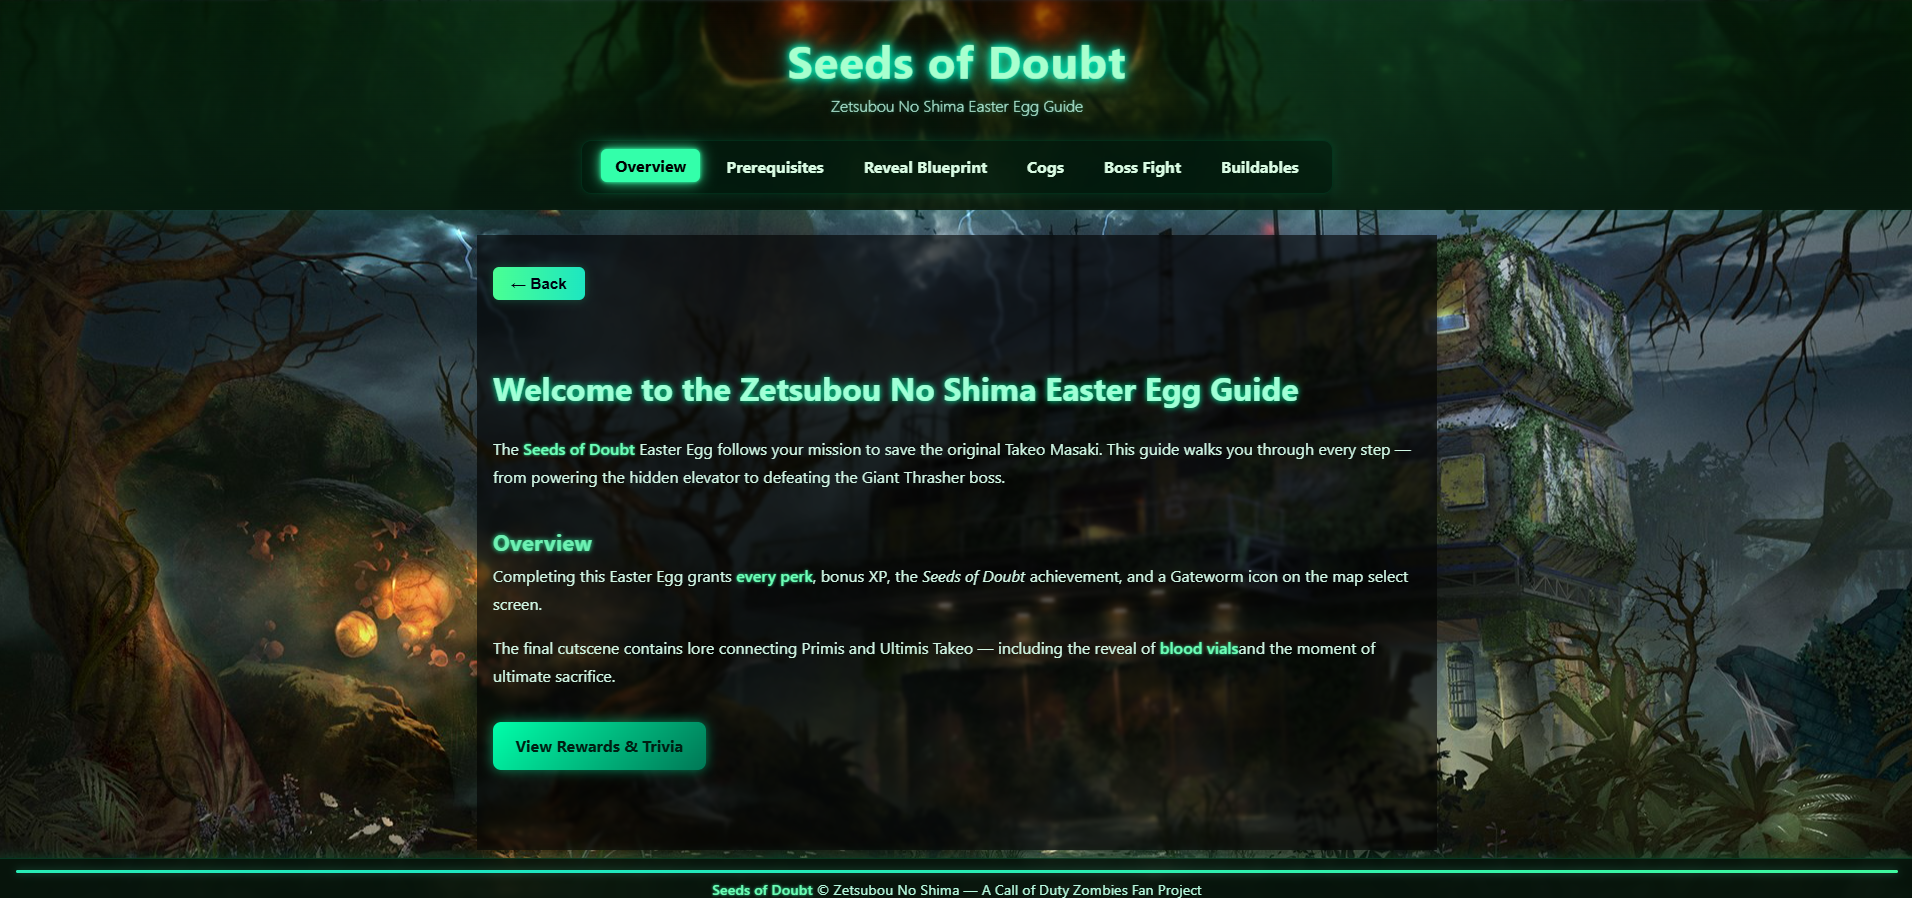 Seeds of Doubt
Zetsubou No Shima Easter Egg Guide
Overview Prerequisites Reveal Blueprint Cogs Boss Fight Buildables
← Back
Welcome to the Zetsubou No Shima Easter Egg Guide
The Seeds of Doubt Easter Egg follows your mission to save the original Takeo Masaki. This guide walks you through every step —
from powering the hidden elevator to defeating the Giant Thrasher boss.
Overview
Completing this Easter Egg grants every perk, bonus XP, the Seeds of Doubt achievement, and a Gateworm icon on the map select
screen.
The final cutscene contains lore connecting Primis and Ultimis Takeo — including the reveal of blood vialsand the moment of
ultimate sacrifice.
View Rewards & Trivia
Seeds of Doubt © Zetsubou No Shima — A Call of Duty Zombies Fan Project